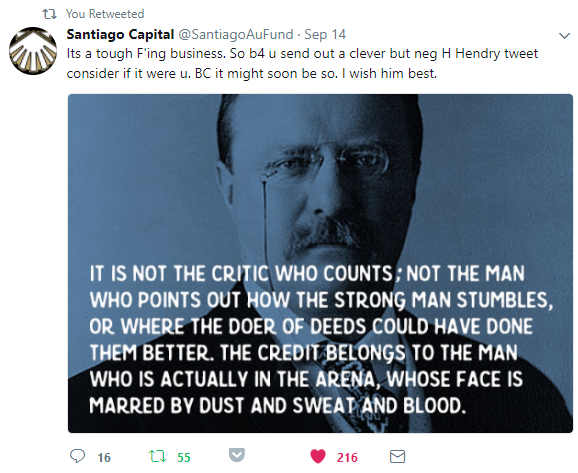 You Retweeted
Santiago Capital @SantiagoAuFund · Sep 14
Its a tough F'ing business. So b4 u send out a clever but neg H Hendry tweet
consider if it were u. BC it might soon be so. I wish him best.
IT IS NOT THE CRITIC WHO COUNTS; NOT THE MAN
WHO POINTS OUT HOW THE STRONG MAN STUMBLES,
OR WHERE THE DOER OF DEEDS COULD HAVE DONE
THEM BETTER. THE CREDIT BELONGS TO THE MAN
WHO IS ACTUALLY IN THE ARENA, WHOSE FACE IS
MARRED BY DUST AND SWEAT AND BLOOD.
16 55 216